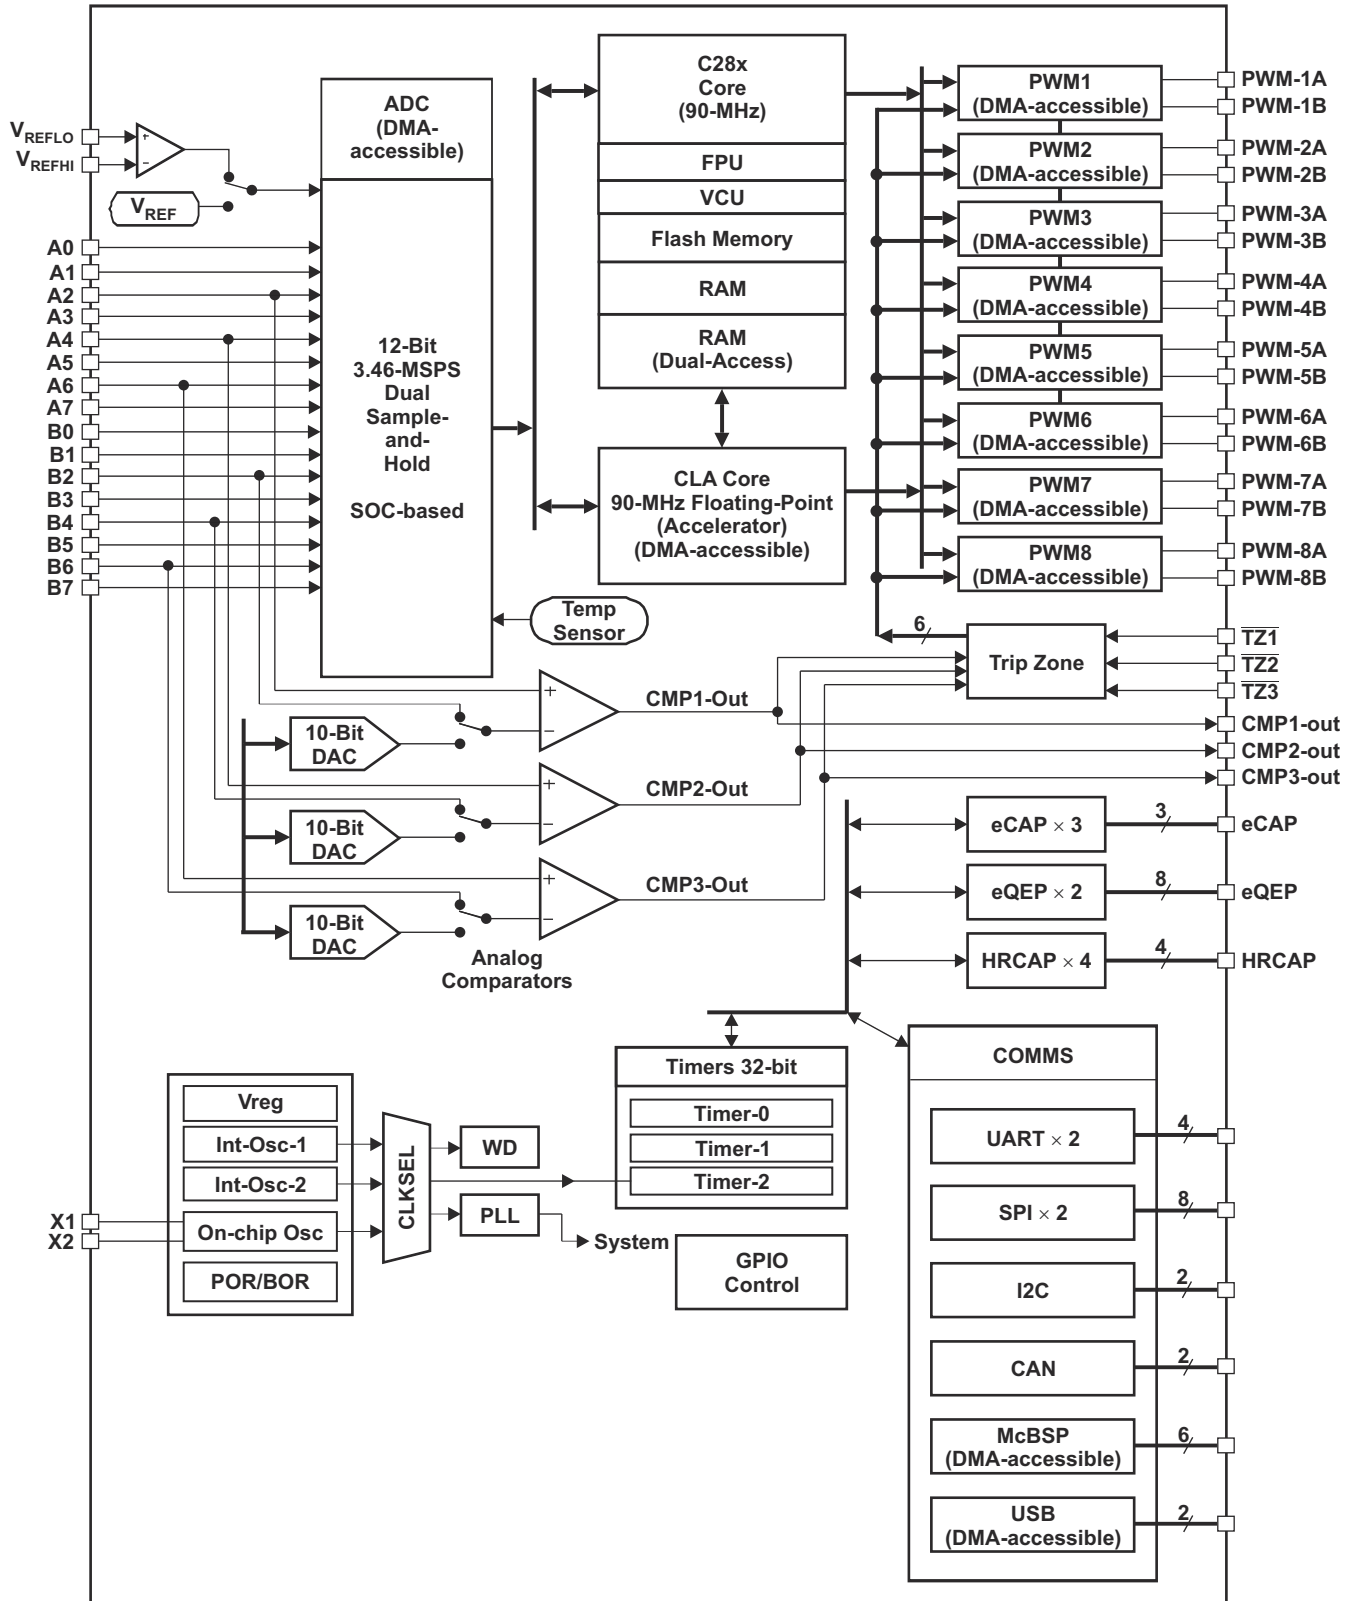 V_REFLO
V_REFHI
V_REF
A0
A1
A2
A3
A4
A5
A6
A7
B0
B1
B2
B3
B4
B5
B6
B7
ADC
(DMA-
accessible)
12-Bit
3.46-MSPS
Dual
Sample-
and-
Hold
SOC-based
Temp
Sensor
C28x
Core
(90-MHz)
FPU
VCU
Flash Memory
RAM
RAM
(Dual-Access)
CLA Core
90-MHz Floating-Point
(Accelerator)
(DMA-accessible)
PWM1
(DMA-accessible)
PWM2
(DMA-accessible)
PWM3
(DMA-accessible)
PWM4
(DMA-accessible)
PWM5
(DMA-accessible)
PWM6
(DMA-accessible)
PWM7
(DMA-accessible)
PWM8
(DMA-accessible)
PWM-1A
PWM-1B
PWM-2A
PWM-2B
PWM-3A
PWM-3B
PWM-4A
PWM-4B
PWM-5A
PWM-5B
PWM-6A
PWM-6B
PWM-7A
PWM-7B
PWM-8A
PWM-8B
6
Trip Zone
TZ1
TZ2
TZ3
CMP1-out
CMP2-out
CMP3-out
10-Bit
DAC
CMP1-Out
10-Bit
DAC
CMP2-Out
10-Bit
DAC
CMP3-Out
Analog
Comparators
eCAP × 3
3
eCAP
eQEP × 2
8
eQEP
HRCAP × 4
4
HRCAP
Timers 32-bit
Timer-0
Timer-1
Timer-2
Vreg
Int-Osc-1
Int-Osc-2
On-chip Osc
POR/BOR
X1
X2
CLKSEL
WD
PLL
System
GPIO
Control
COMMS
UART × 2
4
SPI × 2
8
I2C
2
CAN
2
McBSP
(DMA-accessible)
6
USB
(DMA-accessible)
2